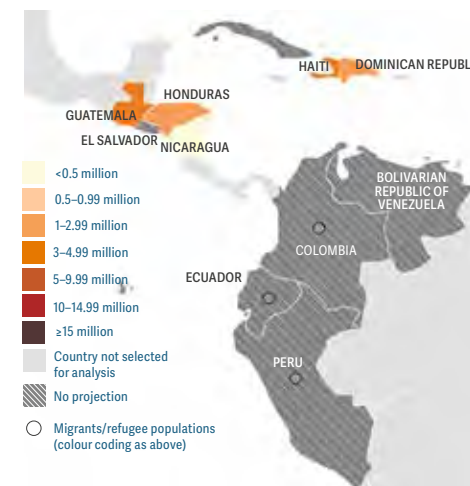 HAITI
DOMINICAN REPUBL
HONDURAS
GUATEMALA
EL SALVADOR
NICARAGUA
BOLIVARIAN
REPUBLIC OF
VENEZUELA
COLOMBIA
ECUADOR
PERU
<0.5 million
0.5–0.99 million
1–2.99 million
3–4.99 million
5–9.99 million
10–14.99 million
≥15 million
Country not selected
for analysis
No projection
Migrants/refugee populations
(colour coding as above)